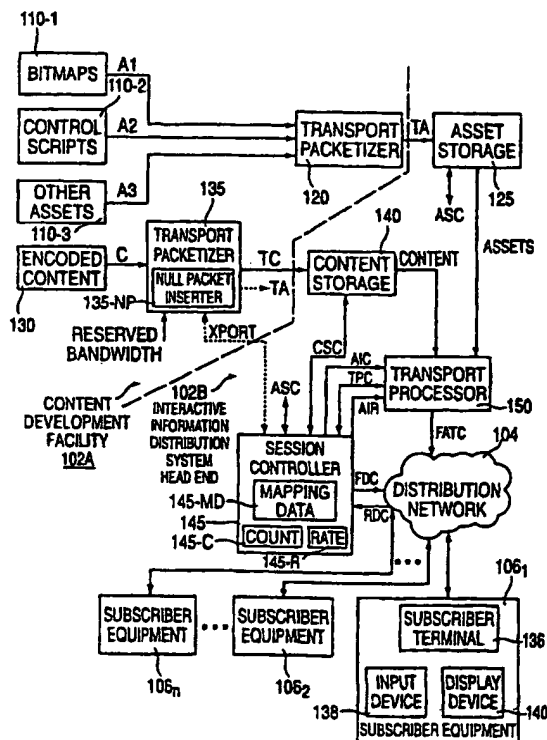 110-1
BITMAPS
A1
110-2
CONTROL
SCRIPTS
A2
OTHER
ASSETS
A3
110-3
TRANSPORT
PACKETIZER
120
TA
ASSET
STORAGE
125
ASC
ASSETS
ENCODED
CONTENT
130
C
135
TRANSPORT
PACKETIZER
NULL PACKET
INSERTER
135-NP
TC
TA
140
CONTENT
STORAGE
CONTENT
RESERVED
BANDWIDTH
XPORT
CSC
AIC
TPC
AIR
TRANSPORT
PROCESSOR
150
FATC
CONTENT
DEVELOPMENT
FACILITY
102A
102B
INTERACTIVE
INFORMATION
DISTRIBUTION
SYSTEM
HEAD END
ASC
SESSION
CONTROLLER
MAPPING
DATA
145-MD
145
COUNT
RATE
145-C
145-R
FDC
RDC
104
DISTRIBUTION
NETWORK
SUBSCRIBER
EQUIPMENT
106n
SUBSCRIBER
EQUIPMENT
1062
1061
SUBSCRIBER
TERMINAL
136
INPUT
DEVICE
138
DISPLAY
DEVICE
140
SUBSCRIBER EQUIPMENT